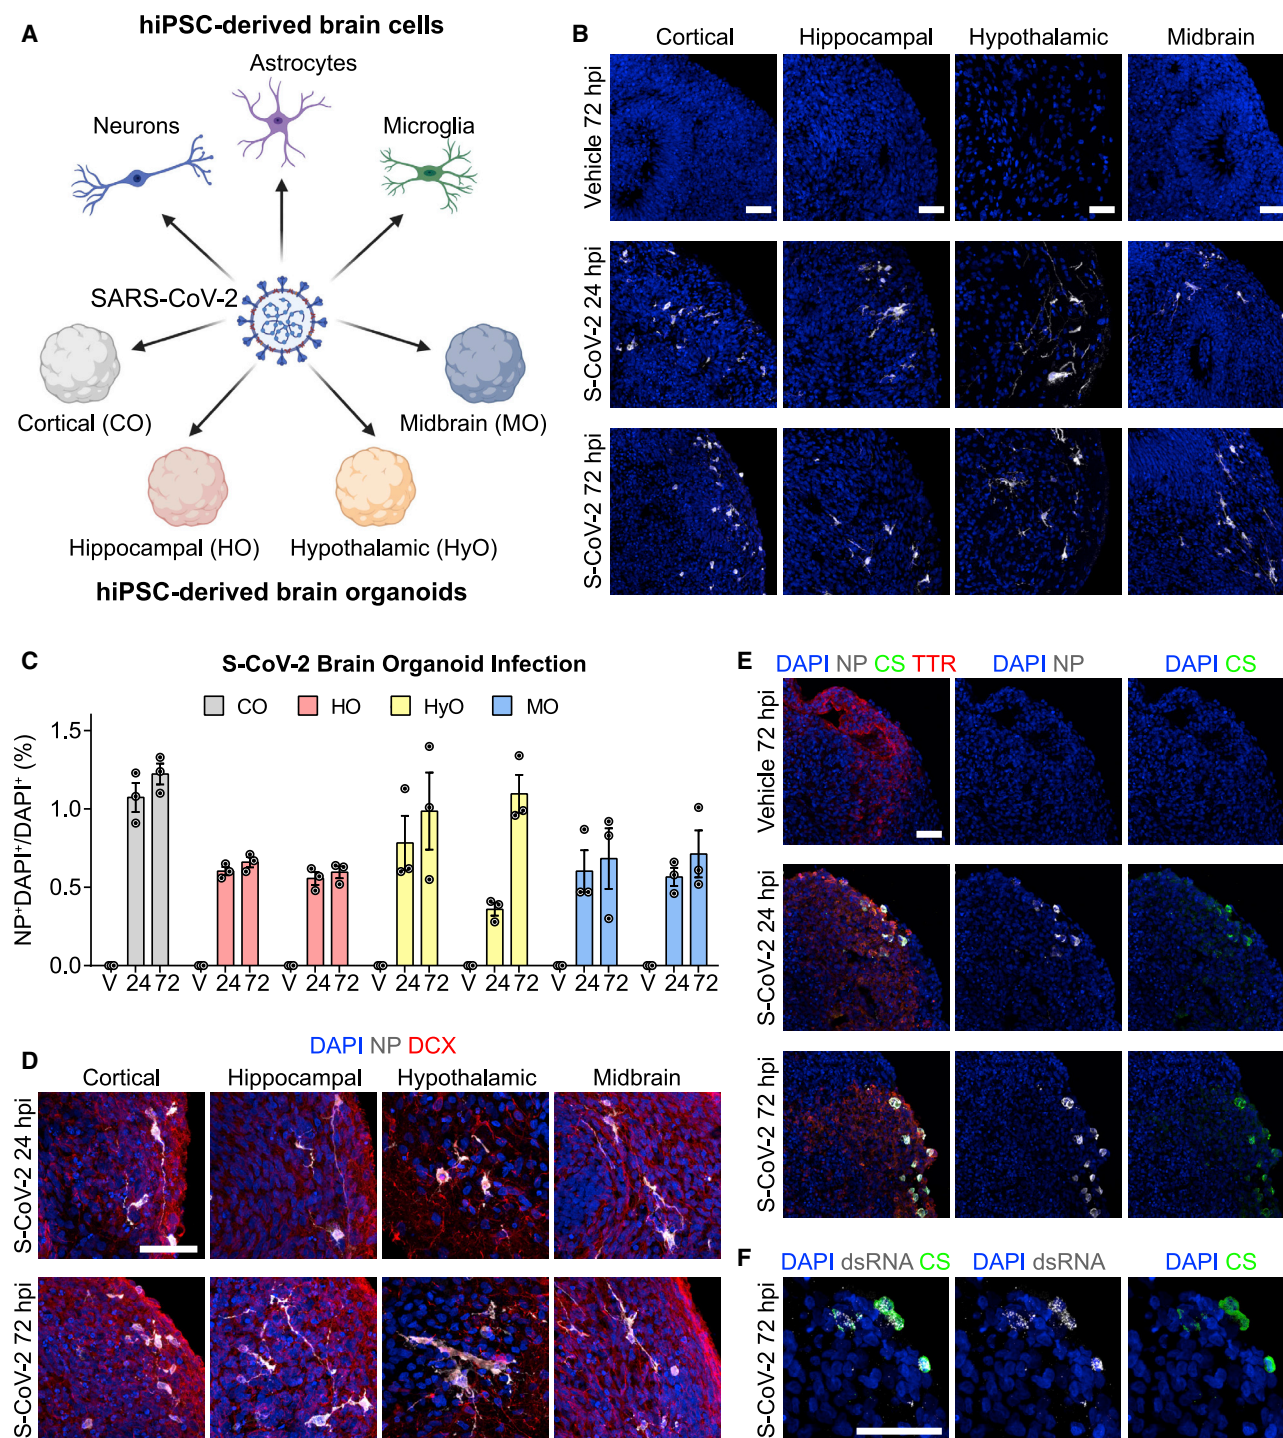 A
hiPSC-derived brain cells
Astrocytes
Neurons
Microglia
SARS-CoV-2
Cortical (CO)
Midbrain (MO)
Hippocampal (HO)
Hypothalamic (HyO)
hiPSC-derived brain organoids
B
Cortical
Hippocampal
Hypothalamic
Midbrain
Vehicle 72 hpi
S-CoV-2 24 hpi
S-CoV-2 72 hpi
C
S-CoV-2 Brain Organoid Infection
CO
HO
HyO
MO
NP⁺DAPI⁺/DAPI⁺ (%)
1.5
1.0
0.5
0.0
V 24 72 V 24 72 V 24 72 V 24 72 V 24 72 V 24 72 V 24 72
D
DAPI NP DCX
Cortical
Hippocampal
Hypothalamic
Midbrain
S-CoV-2 24 hpi
S-CoV-2 72 hpi
E
DAPI NP CS TTR
DAPI NP
DAPI CS
Vehicle 72 hpi
S-CoV-2 24 hpi
S-CoV-2 72 hpi
F
DAPI dsRNA CS
DAPI dsRNA
DAPI CS
S-CoV-2 72 hpi